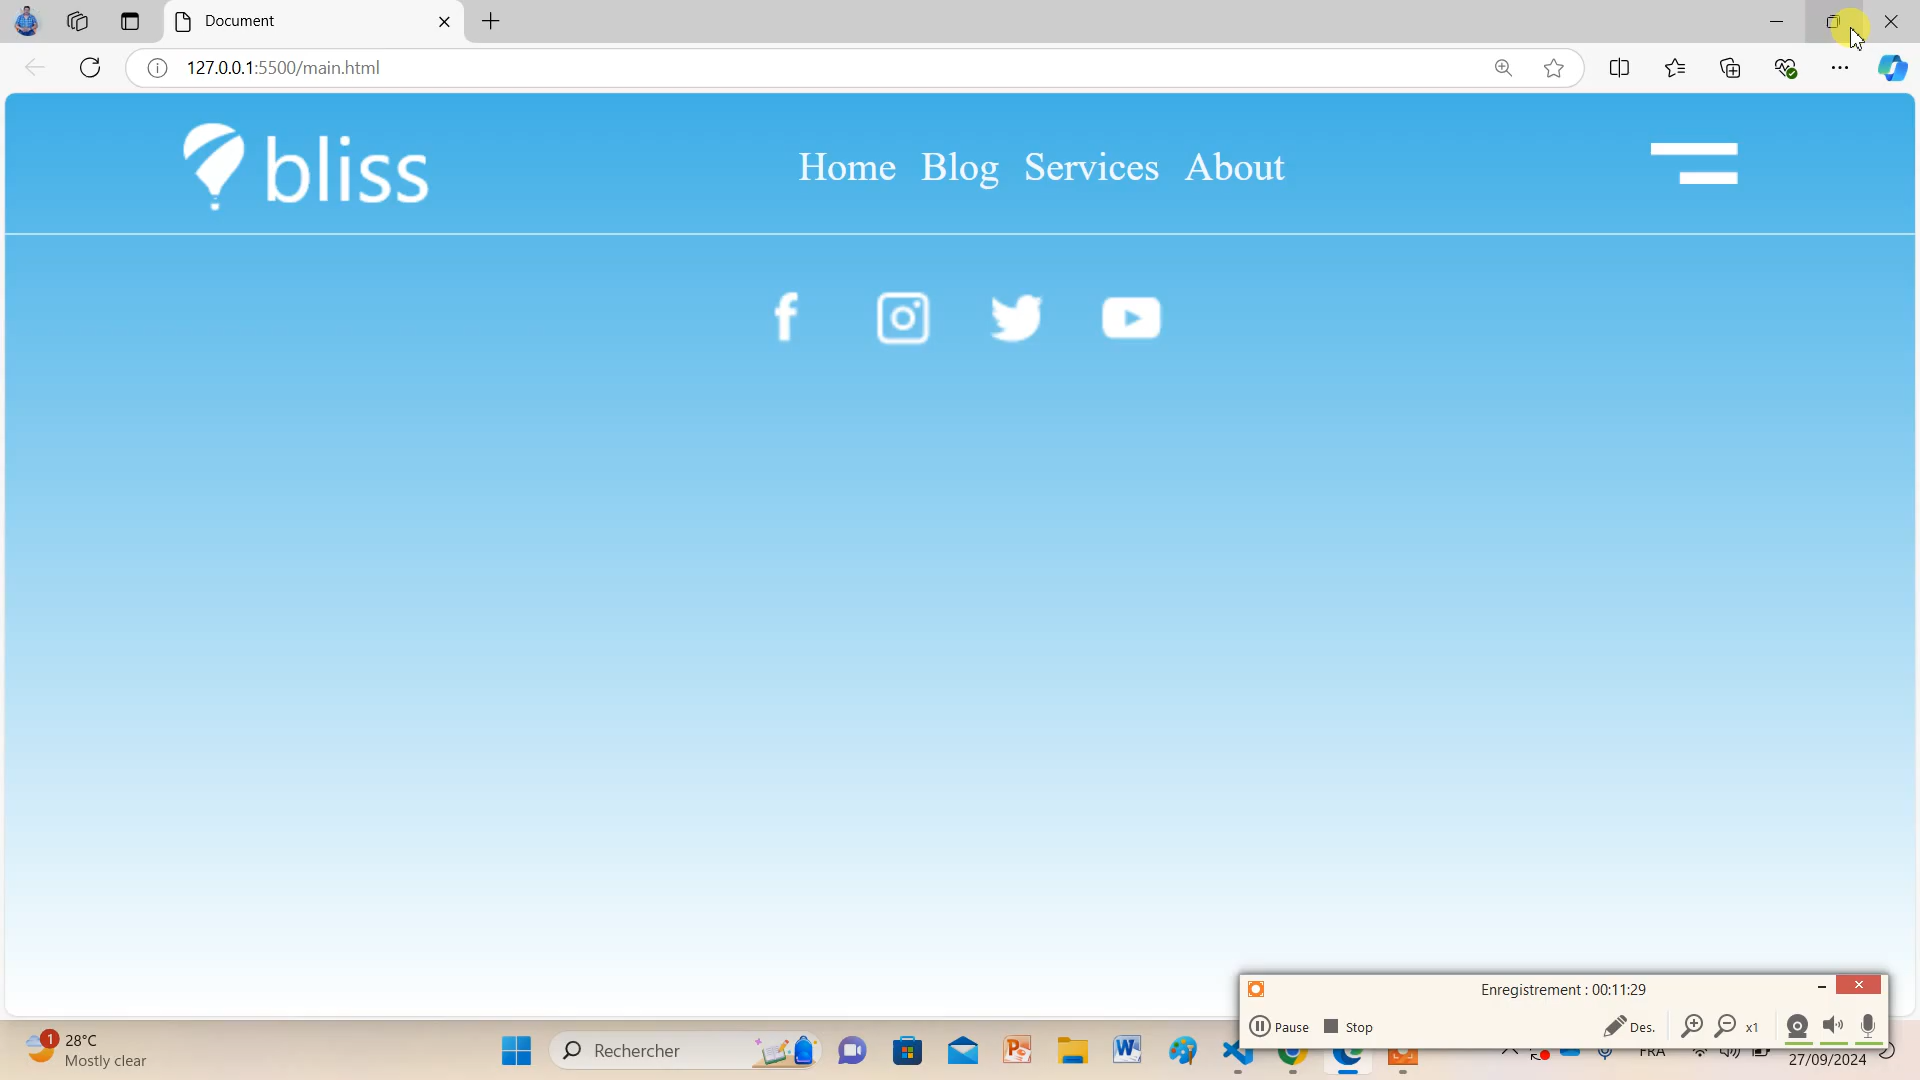 Document
127.0.0.1:5500/main.html
bliss
Home Blog Services About
Enregistrement : 00:11:29
Pause Stop Des. x1
1
28°C
Mostly clear
Rechercher
FRA
27/09/2024